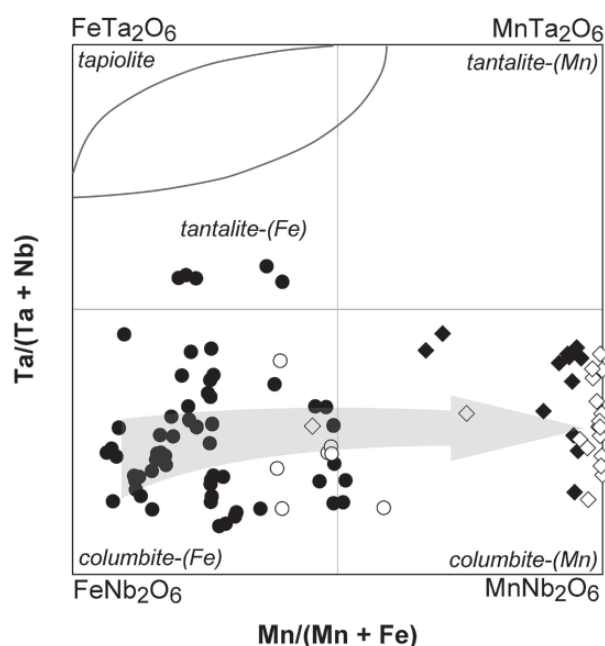 FeTa₂O₆ MnTa₂O₆
tapiolite tantalite-(Mn)
tantalite-(Fe)
Ta/(Ta + Nb)
columbite-(Fe) columbite-(Mn)
FeNb₂O₆ MnNb₂O₆
Mn/(Mn + Fe)